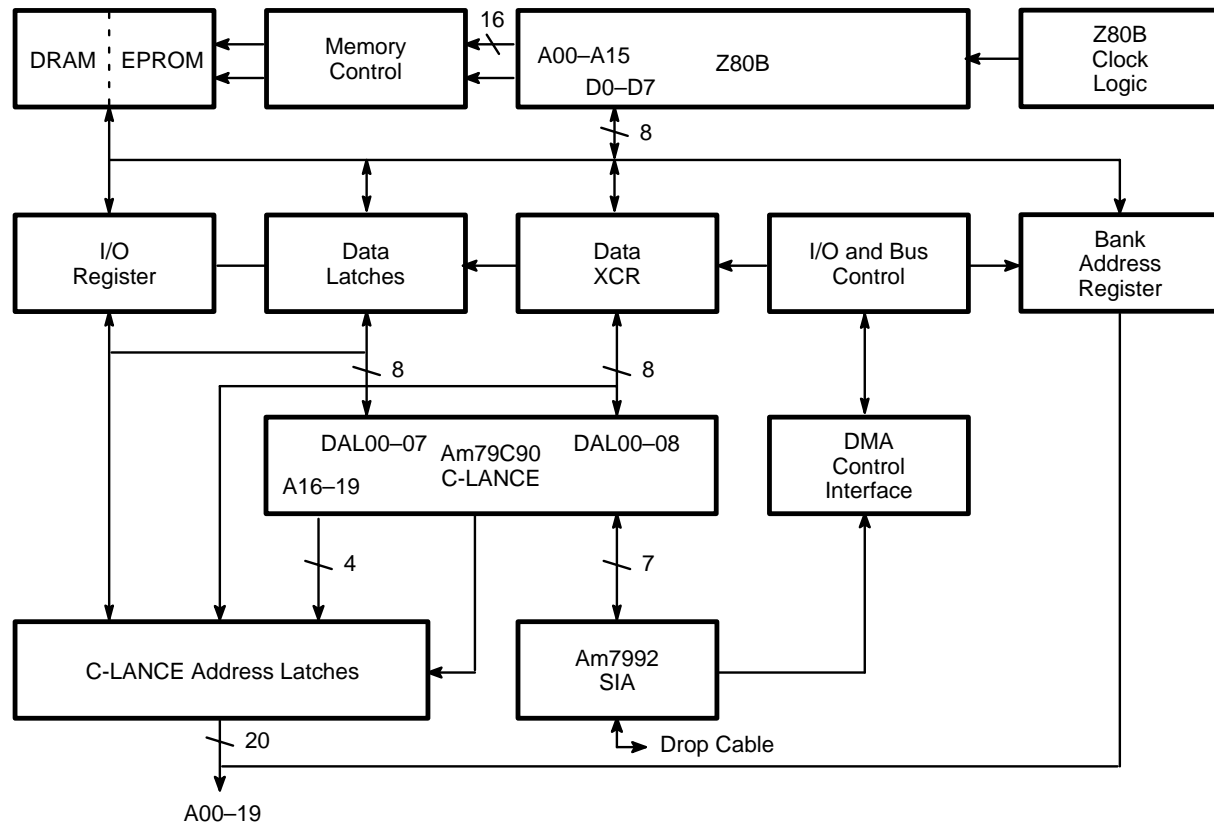 DRAM
EPROM
Memory
Control
16
A00–A15
D0–D7
Z80B
Z80B
Clock
Logic
8
I/O
Register
Data
Latches
Data
XCR
I/O and Bus
Control
Bank
Address
Register
8
8
DAL00–07
Am79C90
C-LANCE
DAL00–08
A16–19
DMA
Control
Interface
4
7
C-LANCE Address Latches
Am7992
SIA
20
Drop Cable
A00–19